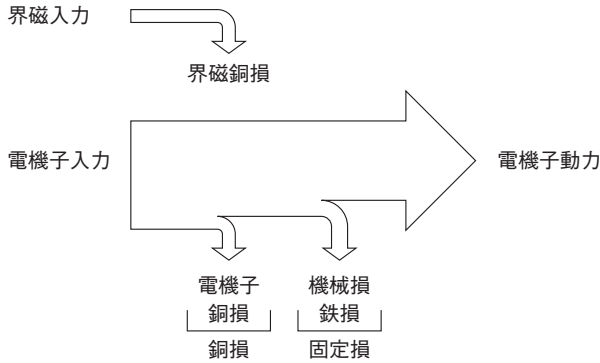 界磁入力
界磁銅損
電機子入力
電機子動力
電機子
銅損
銅損
機械損
鉄損
固定損